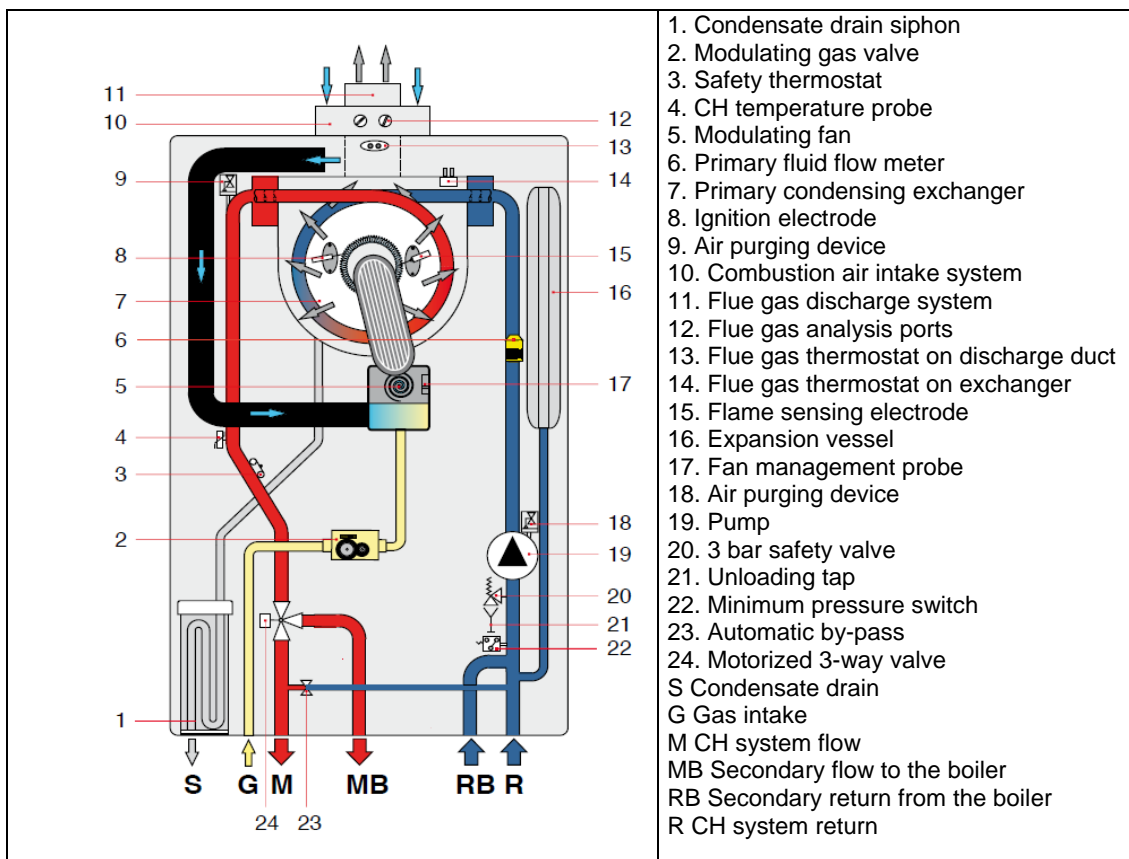 11
10
9
8
7
6
5
4
3
2
1
12
13
14
15
16
17
18
19
20
21
22
S G M MB RB R
24 23
1. Condensate drain siphon
2. Modulating gas valve
3. Safety thermostat
4. CH temperature probe
5. Modulating fan
6. Primary fluid flow meter
7. Primary condensing exchanger
8. Ignition electrode
9. Air purging device
10. Combustion air intake system
11. Flue gas discharge system
12. Flue gas analysis ports
13. Flue gas thermostat on discharge duct
14. Flue gas thermostat on exchanger
15. Flame sensing electrode
16. Expansion vessel
17. Fan management probe
18. Air purging device
19. Pump
20. 3 bar safety valve
21. Unloading tap
22. Minimum pressure switch
23. Automatic by-pass
24. Motorized 3-way valve
S Condensate drain
G Gas intake
M CH system flow
MB Secondary flow to the boiler
RB Secondary return from the boiler
R CH system return